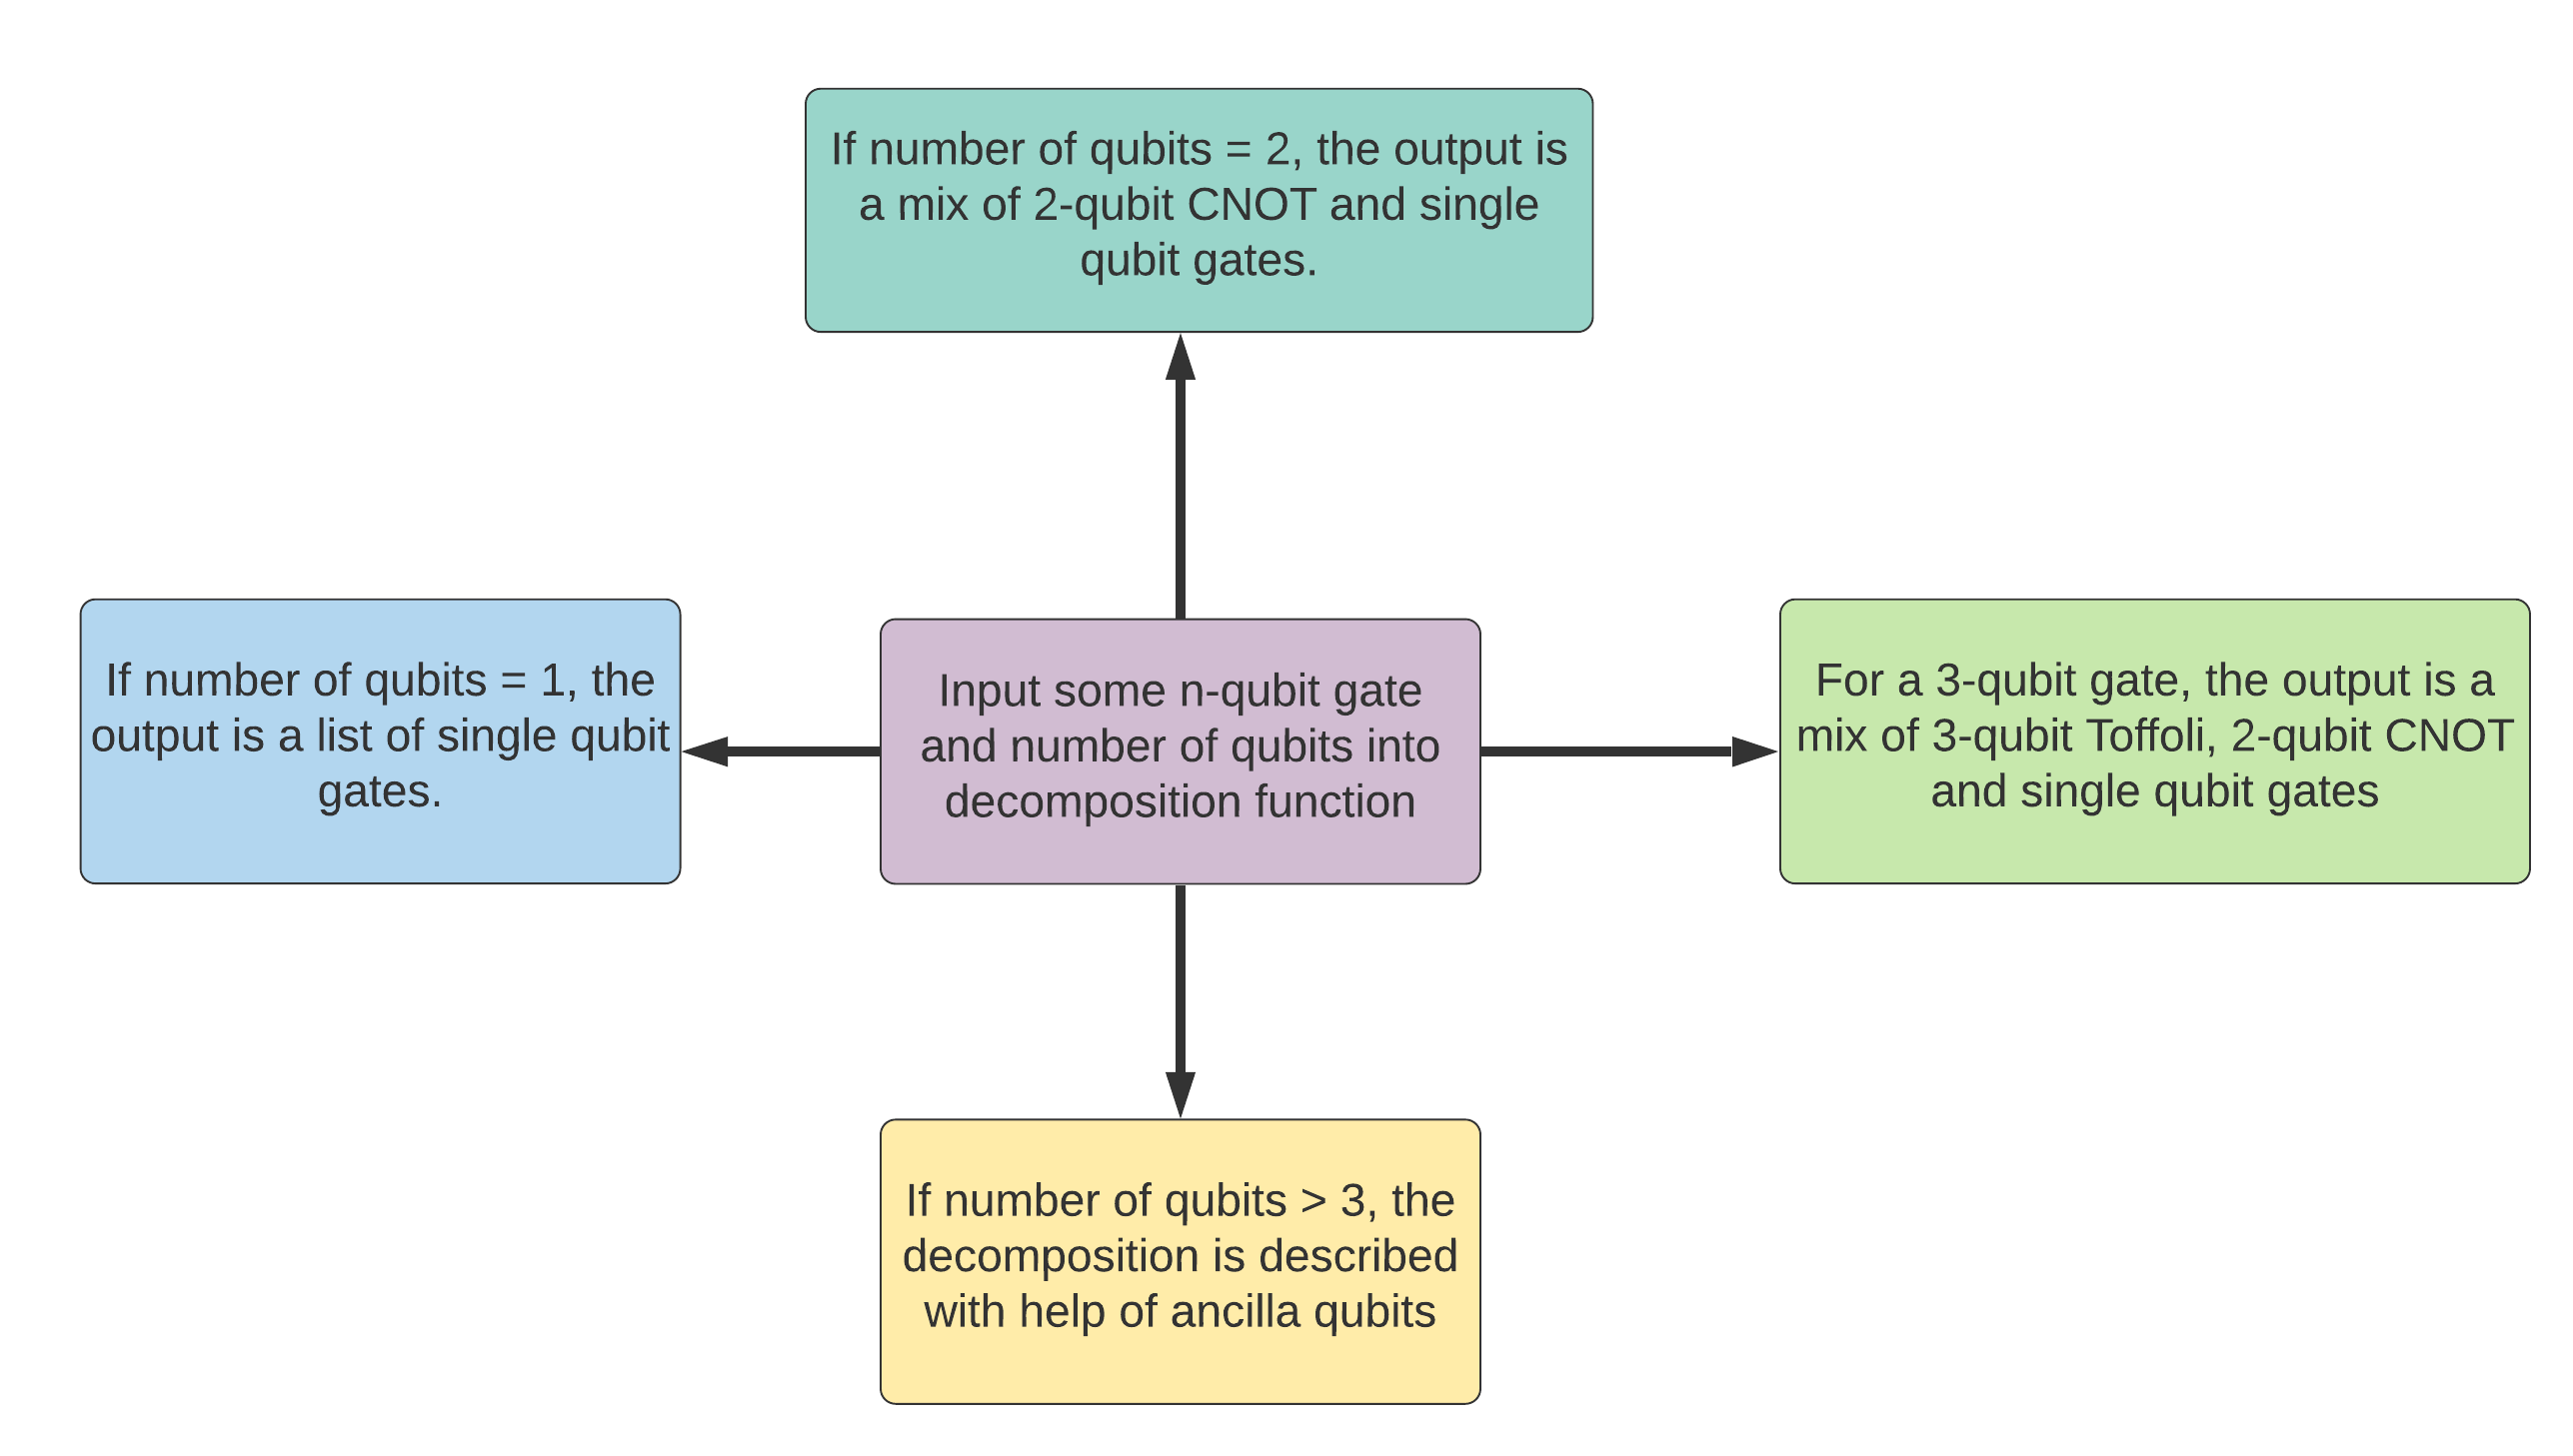 If number of qubits = 2, the output is
a mix of 2-qubit CNOT and single
qubit gates.
If number of qubits = 1, the
output is a list of single qubit
gates.
Input some n-qubit gate
and number of qubits into
decomposition function
For a 3-qubit gate, the output is a
mix of 3-qubit Toffoli, 2-qubit CNOT
and single qubit gates
If number of qubits > 3, the
decomposition is described
with help of ancilla qubits